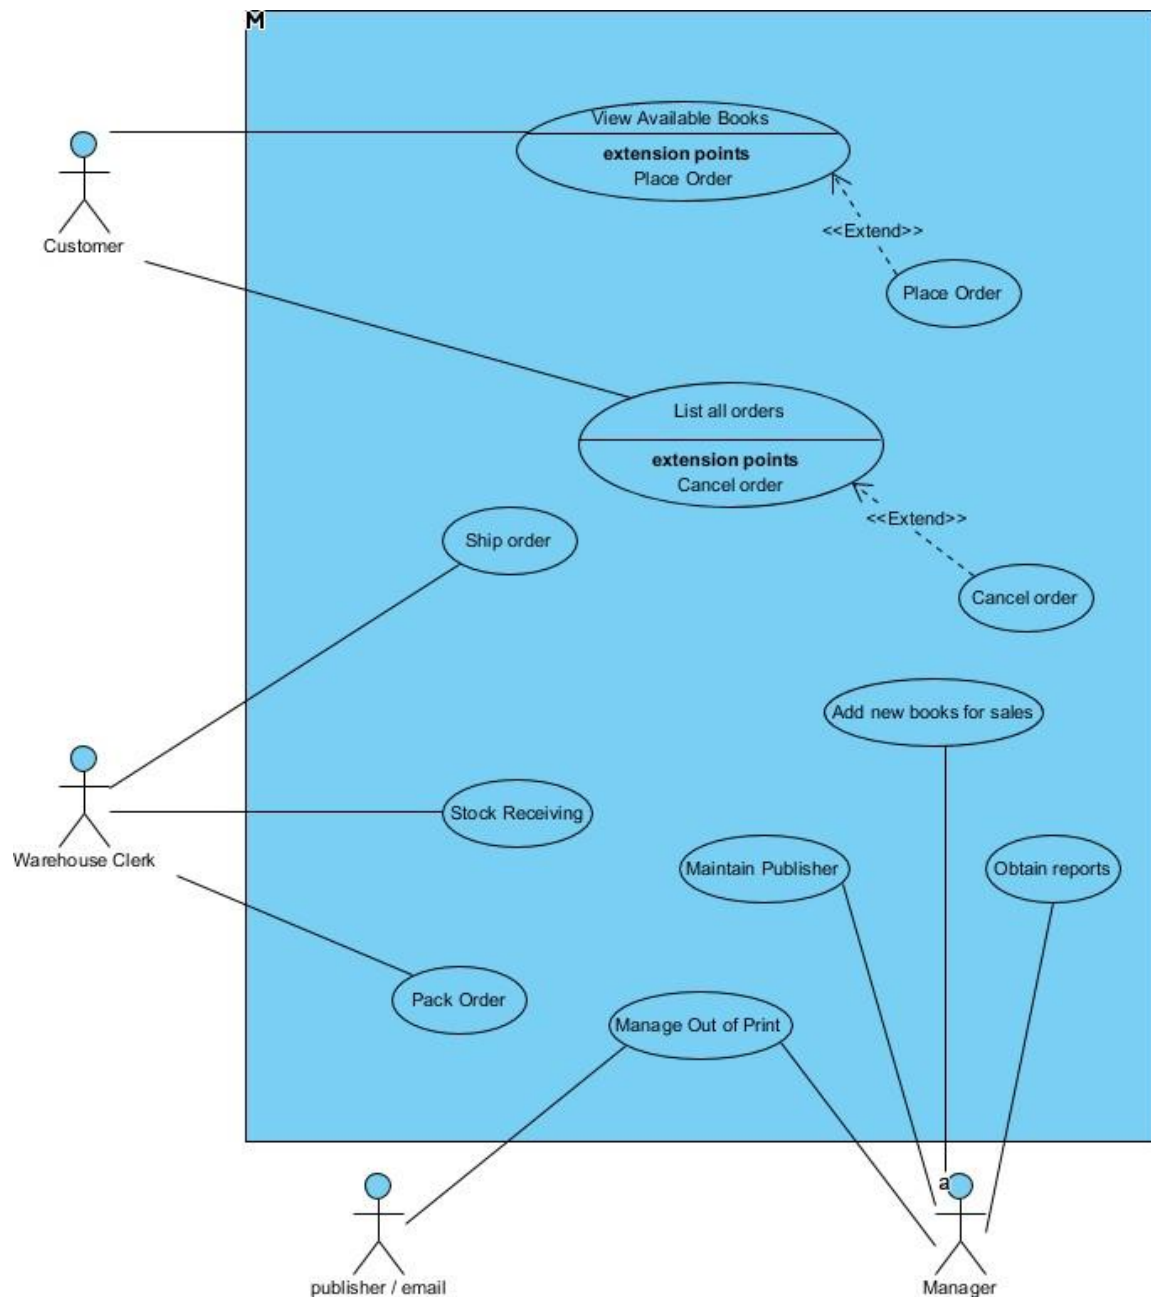 M
View Available Books
extension points
Place Order
<<Extend>>
Customer
Place Order
List all orders
extension points
Cancel order
<<Extend>>
Ship order
Cancel order
Add new books for sales
Stock Receiving
Warehouse Clerk
Maintain Publisher
Obtain reports
Pack Order
Manage Out of Print
a
publisher / email
Manager